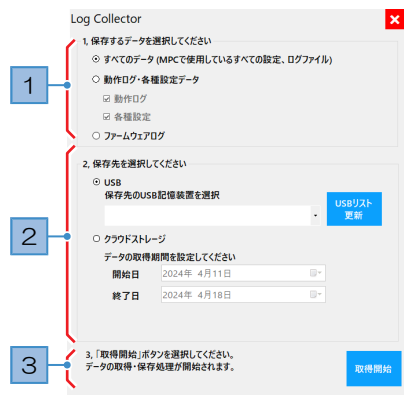 Log Collector
1, 保存するデータを選択してください
すべてのデータ (MPCで使用しているすべての設定、ログファイル)
1
動作ログ・各種設定データ
動作ログ
各種設定
ファームウェアログ
2, 保存先を選択してください
USB
保存先のUSB記憶装置を選択
USBリスト
更新
2
クラウドストレージ
データの取得期間を設定してください
開始日 2024年 4月11日
終了日 2024年 4月18日
3
3,「取得開始」ボタンを選択してください。
データの取得・保存処理が開始されます。
取得開始